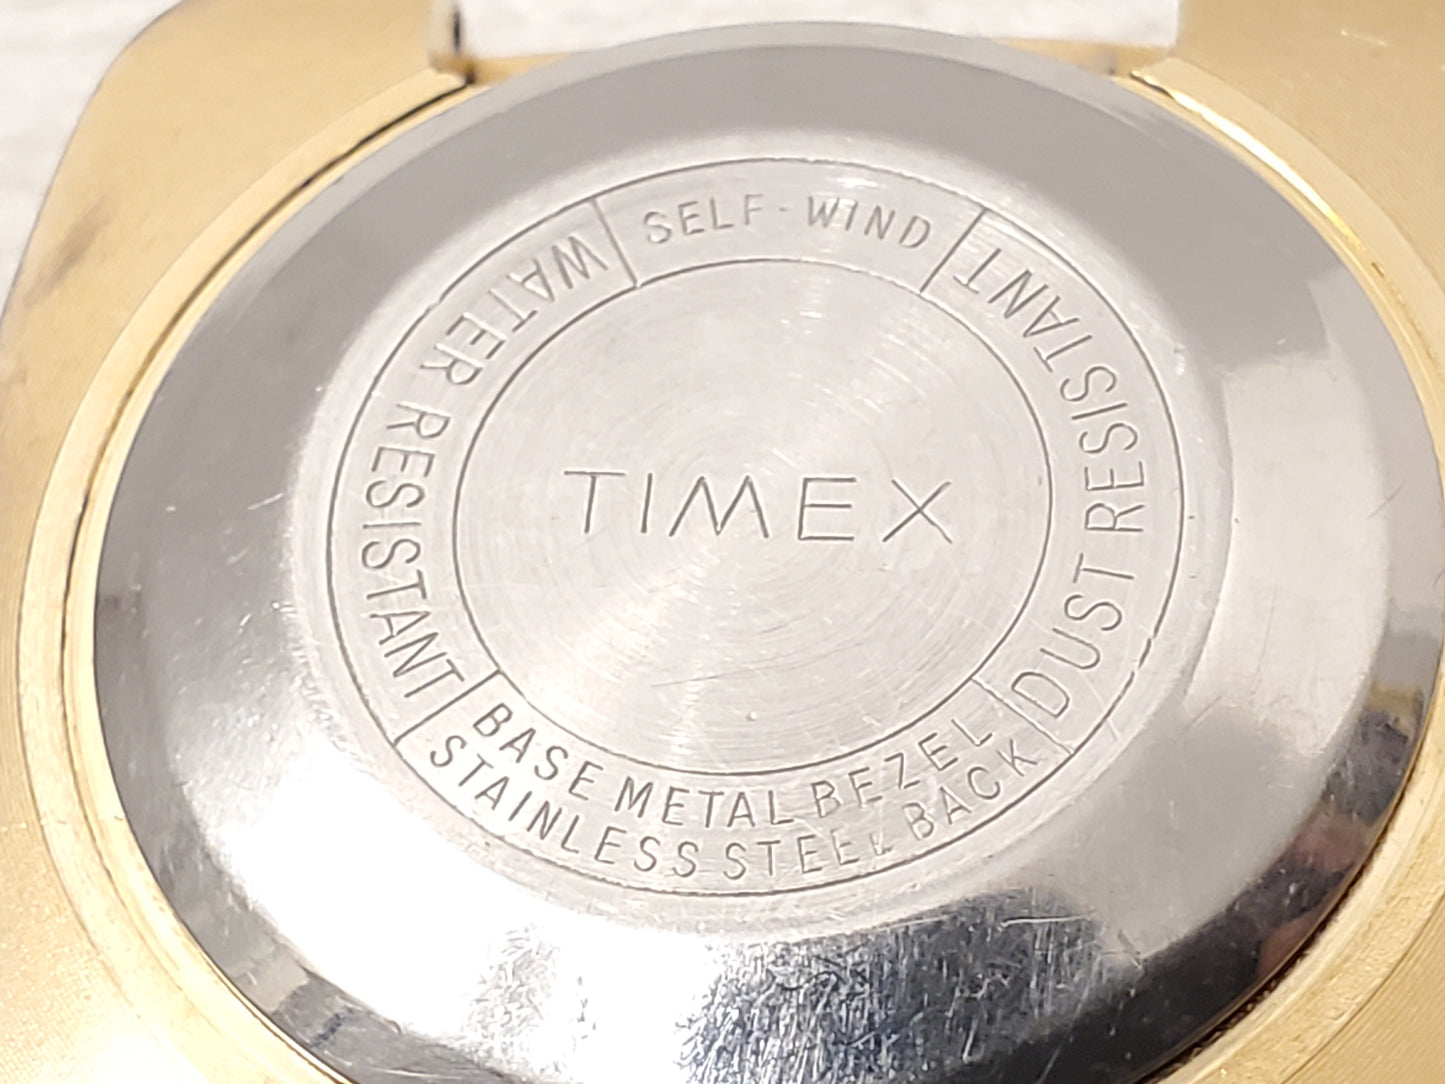 SELF-WIND
WATER RESISTANT
DUST RESISTANT
TIMEX
BASE METAL BEZEL
STAINLESS STEEL BACK